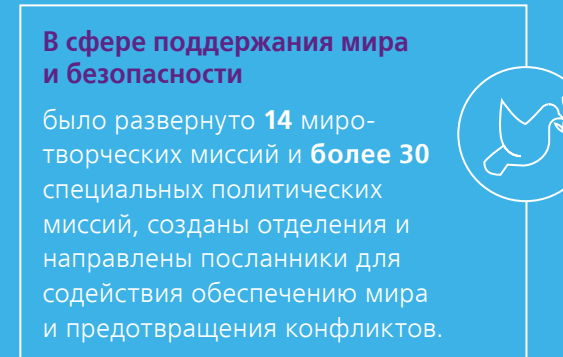 В сфере поддержания мира
и безопасности
было развернуто 14 миро-
творческих миссий и более 30
специальных политических
миссий, созданы отделения и
направлены посланники для
содействия обеспечению мира
и предотвращения конфликтов.